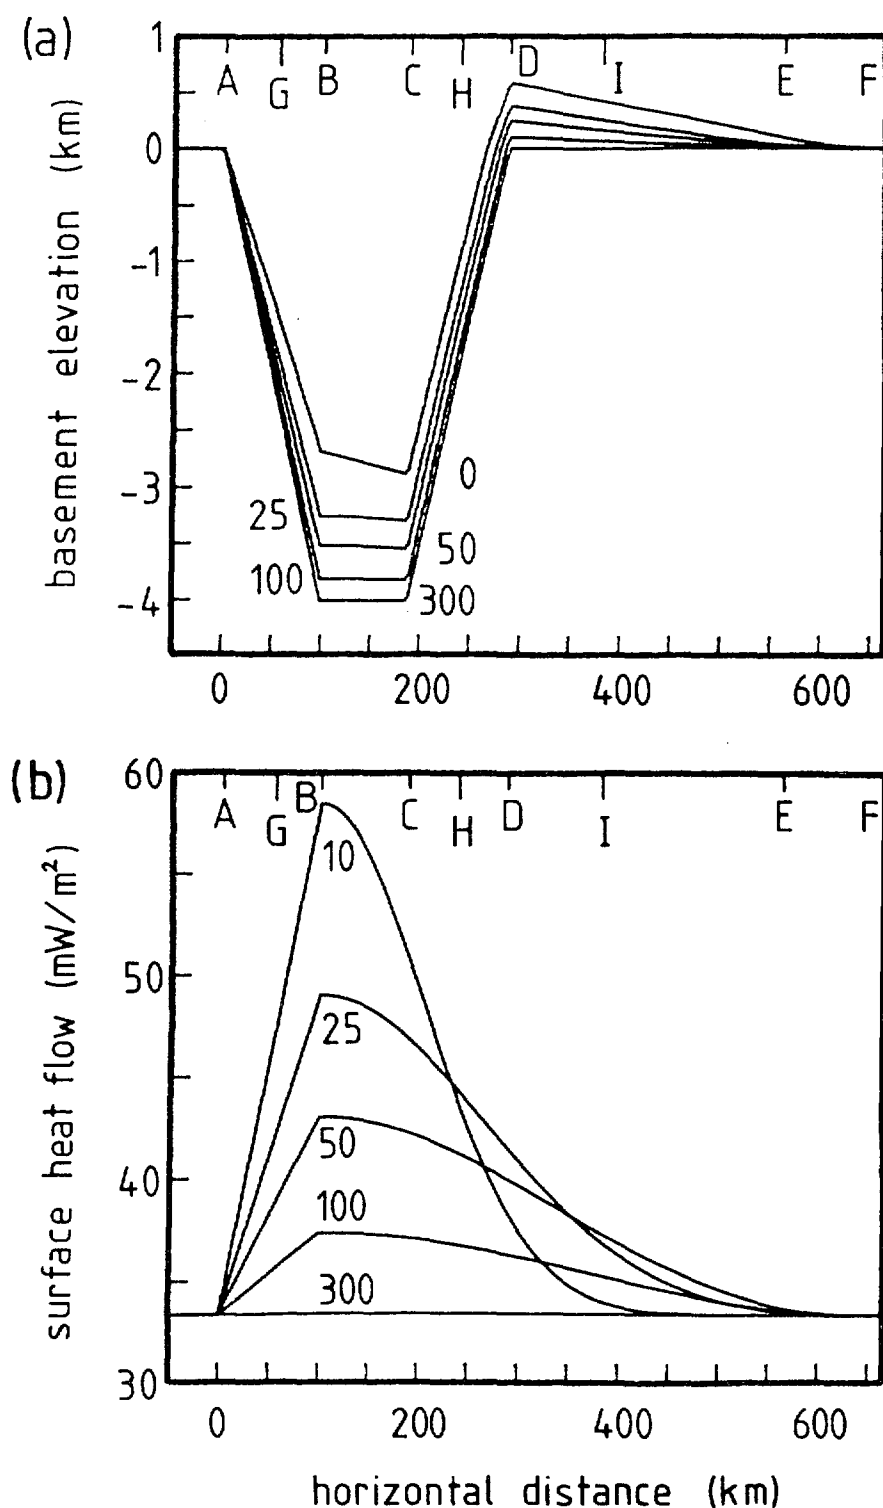 (a)
1
0
-1
-2
-3
-4
basement elevation (km)
A G B C H D I E F
0
25
50
100
300
0 200 400 600
(b)
60
50
40
30
surface heat flow (mW/m²)
A G B C H D I E F
10
25
50
100
300
0 200 400 600
horizontal distance (km)